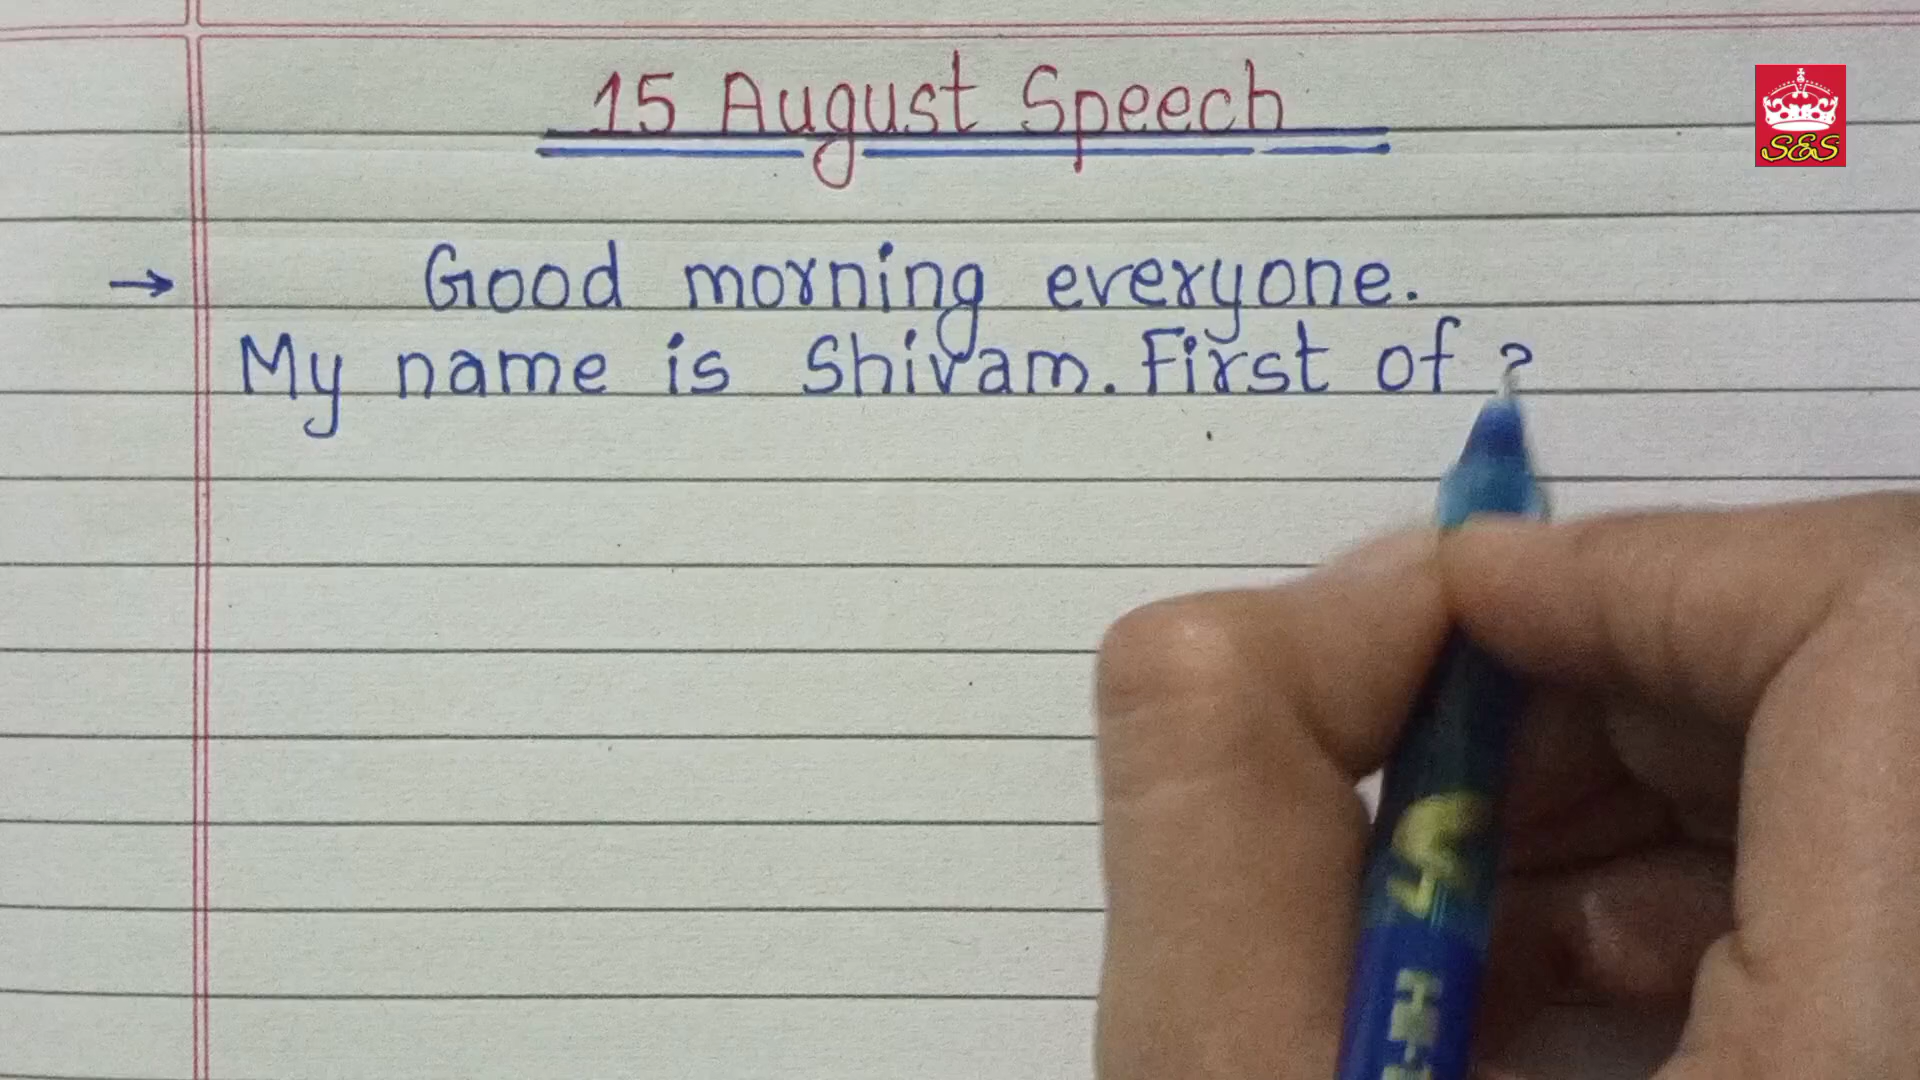 15 August Speech
S&S
→ Good morning everyone.
My name is Shivam. First of